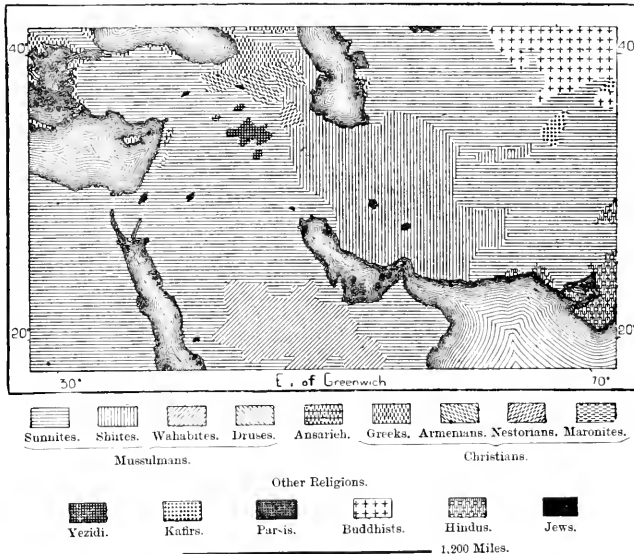 40° 40°
20° 20°
50° E. of Greenwich 70°
Sunnites. Shiites. Wahabites. Druses. Ansarieh. Greeks. Armenians. Nestorians. Maronites.
Mussulmans. Christians.
Other Religions.
Yezidi. Kafirs. Parsis. Buddhists. Hindus. Jews.
1,200 Miles.